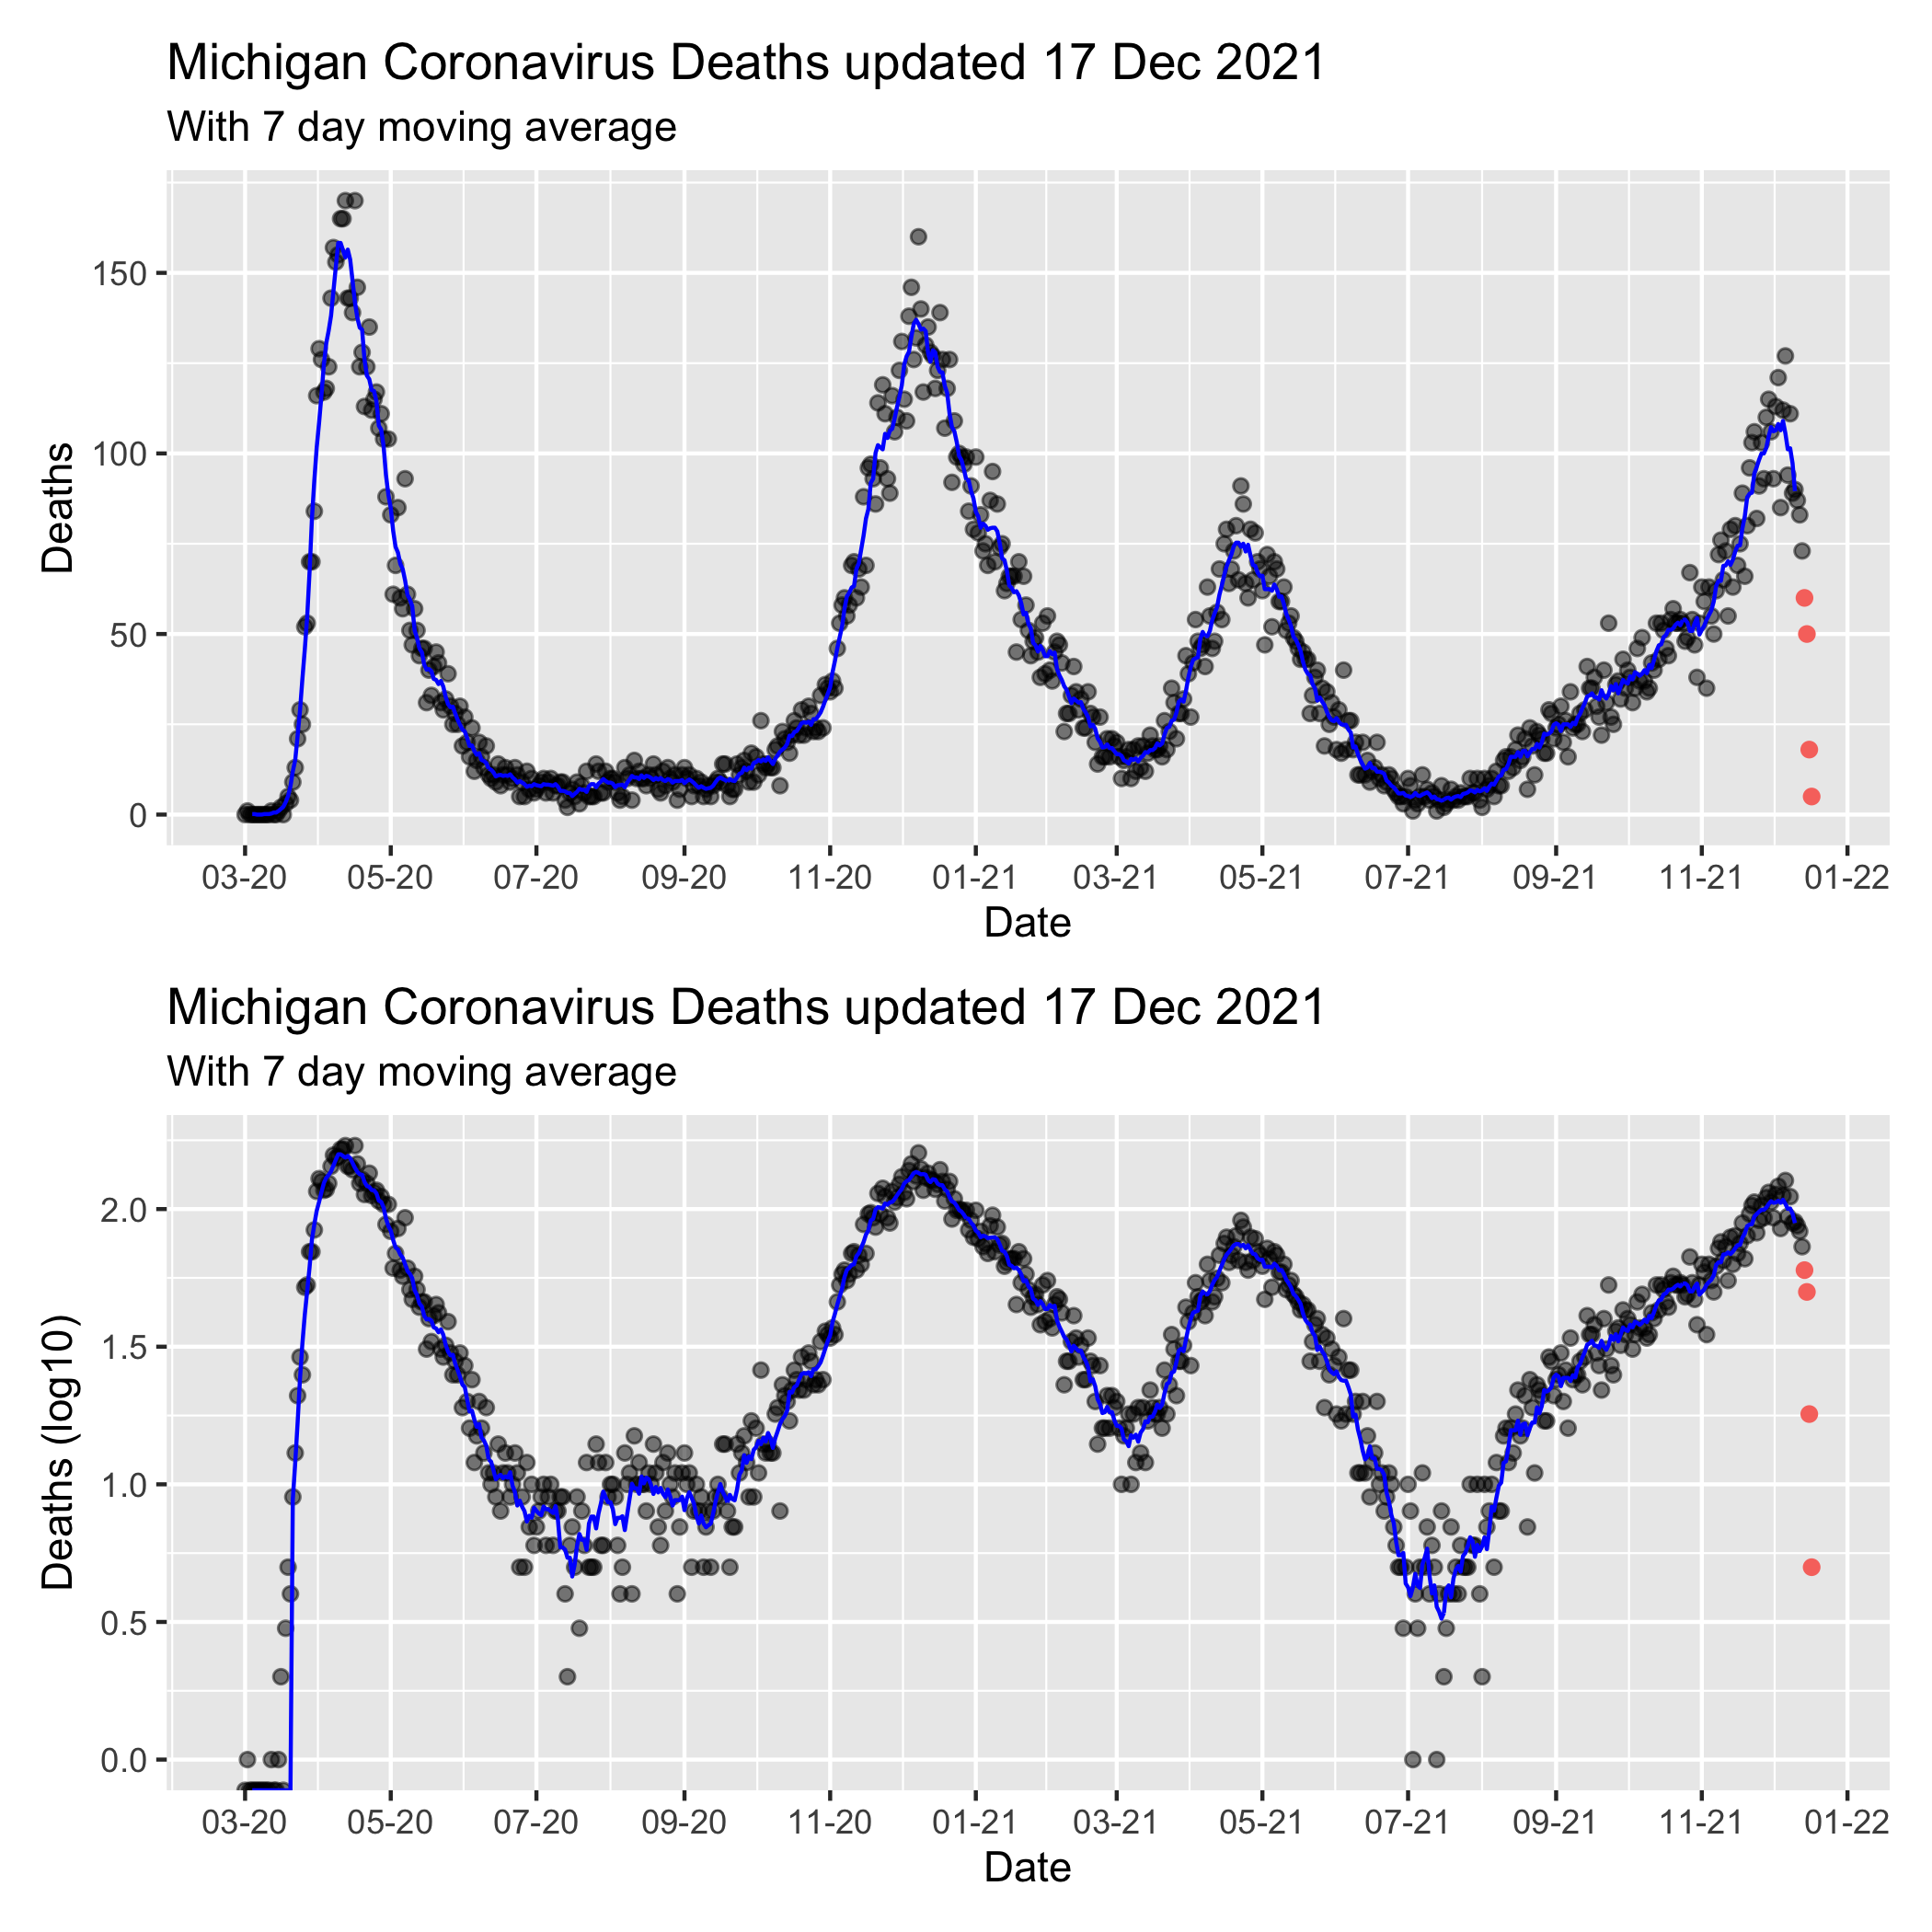 Michigan Coronavirus Deaths updated 17 Dec 2021
With 7 day moving average
Deaths
150
100
50
0
03-20 05-20 07-20 09-20 11-20 01-21 03-21 05-21 07-21 09-21 11-21 01-22
Date
Michigan Coronavirus Deaths updated 17 Dec 2021
With 7 day moving average
Deaths (log10)
2.0
1.5
1.0
0.5
0.0
03-20 05-20 07-20 09-20 11-20 01-21 03-21 05-21 07-21 09-21 11-21 01-22
Date